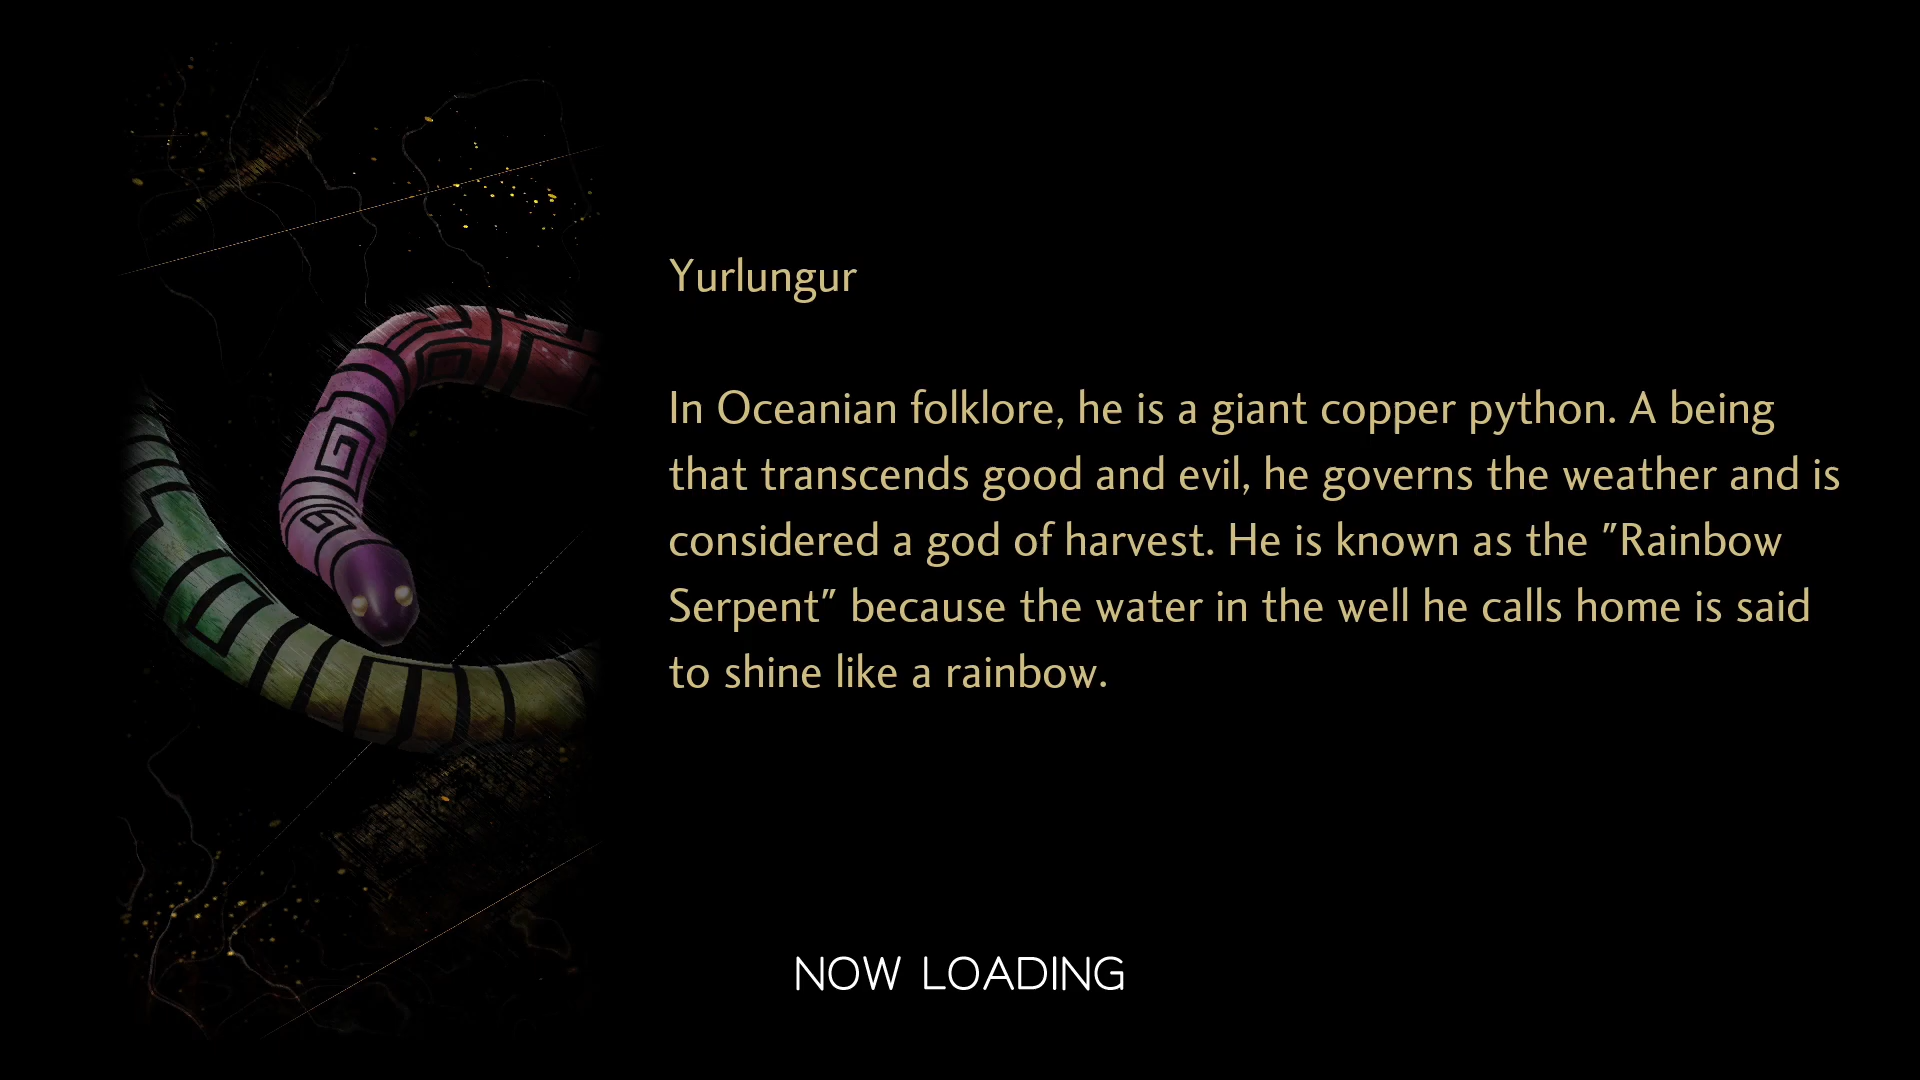 Yurlungur
In Oceanian folklore, he is a giant copper python. A being
that transcends good and evil, he governs the weather and is
considered a god of harvest. He is known as the "Rainbow
Serpent" because the water in the well he calls home is said
to shine like a rainbow.
NOW LOADING